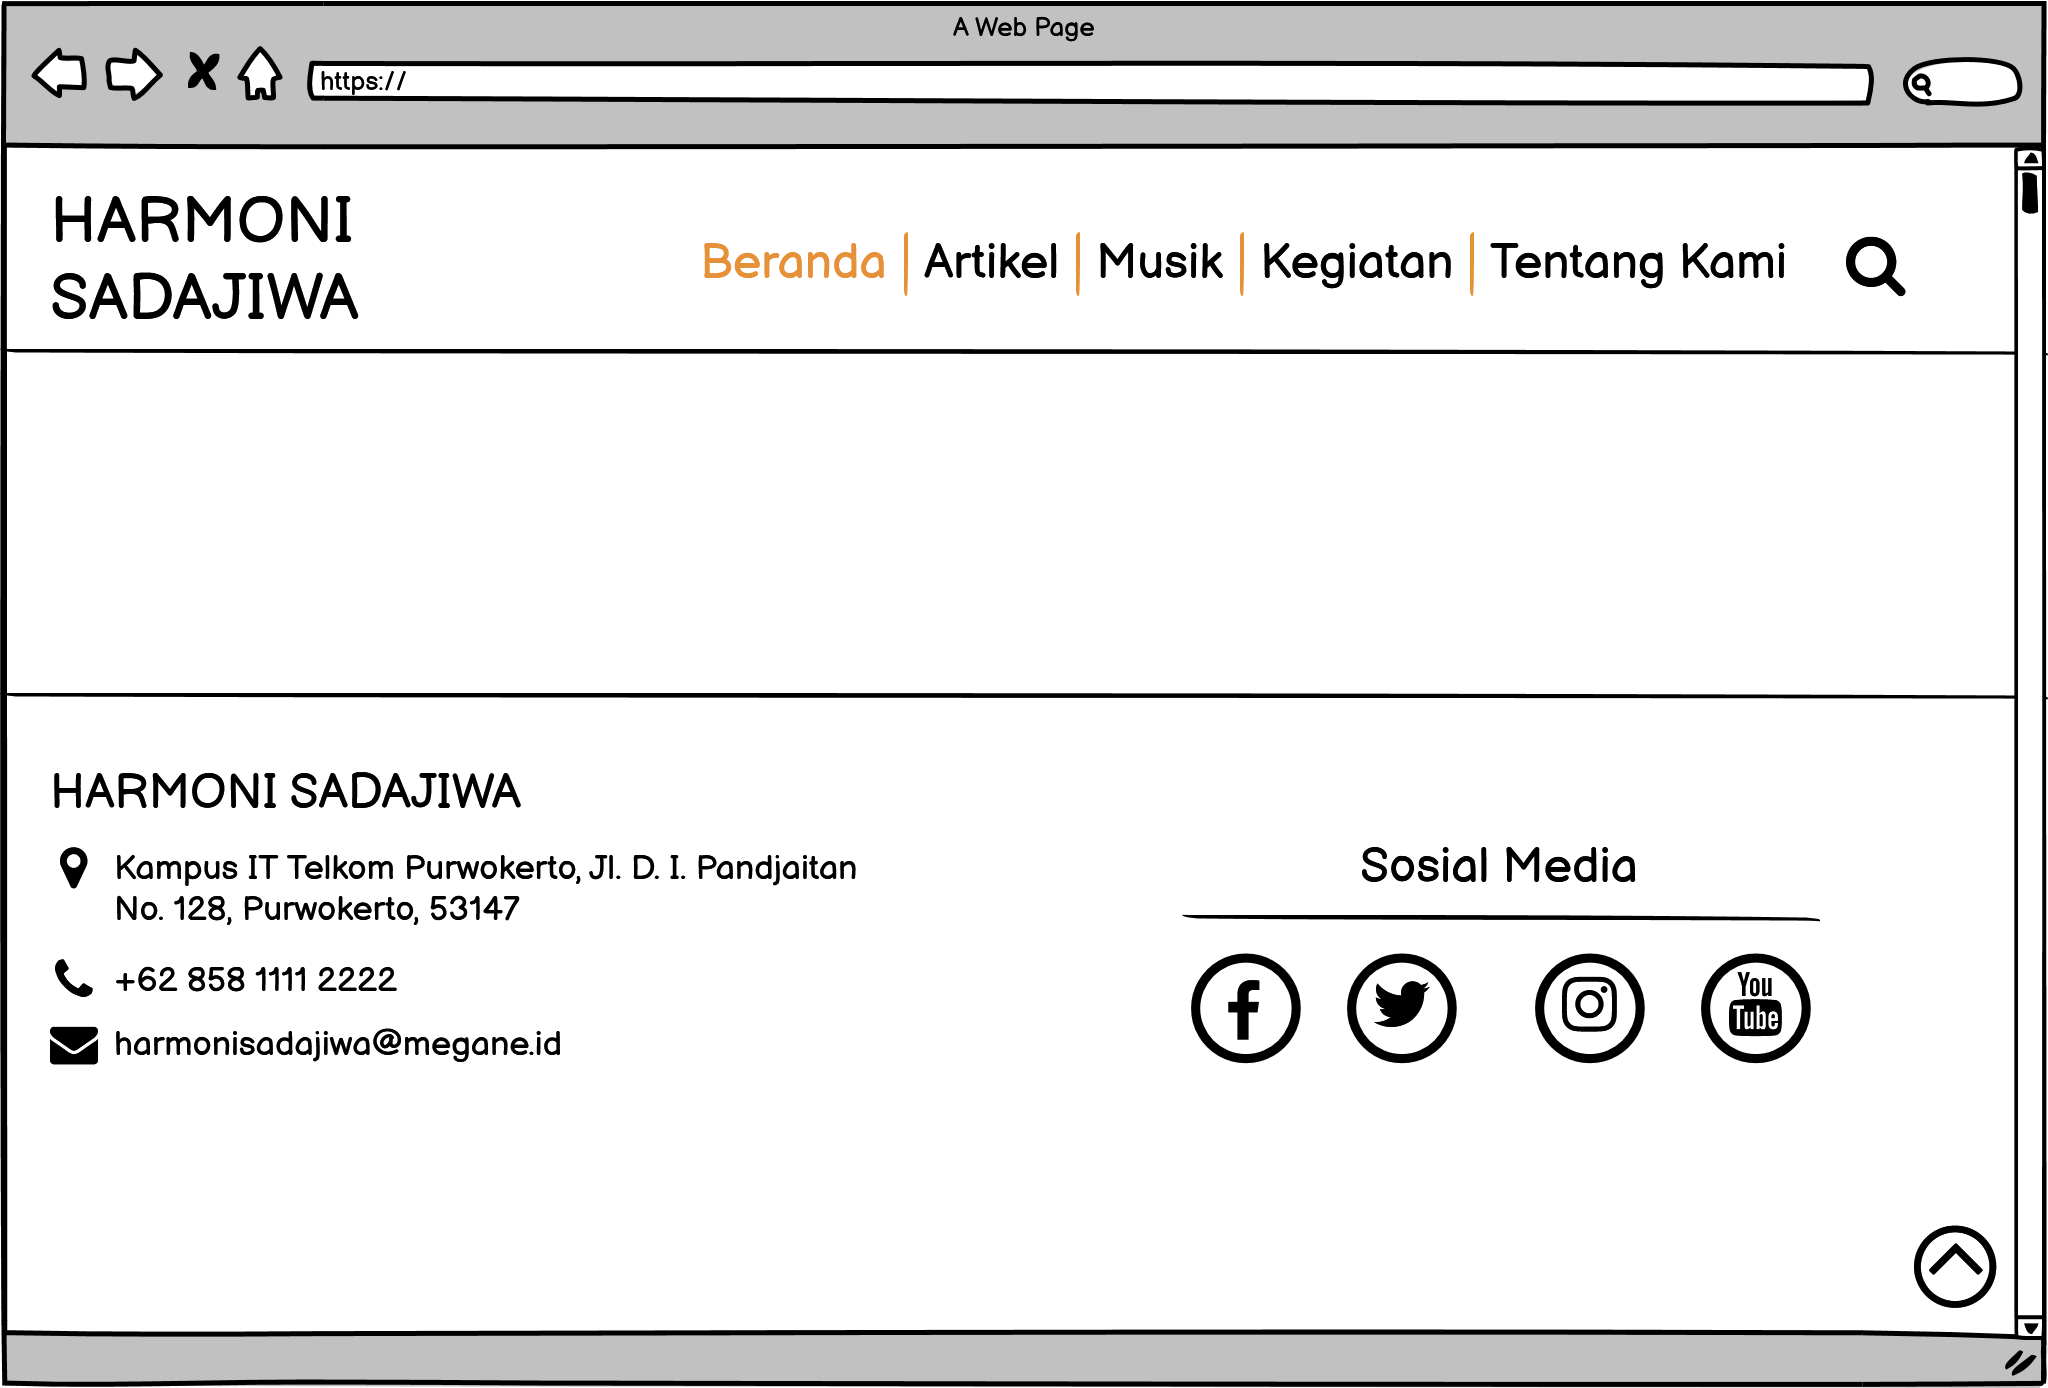 A Web Page
https://
HARMONI
SADAJIWA
Beranda
Artikel
Musik
Kegiatan
Tentang Kami
HARMONI SADAJIWA
Kampus IT Telkom Purwokerto, Jl. D. I. Pandjaitan
No. 128, Purwokerto, 53147
+62 858 1111 2222
harmonisadajiwa@megane.id
Sosial Media
You
Tube